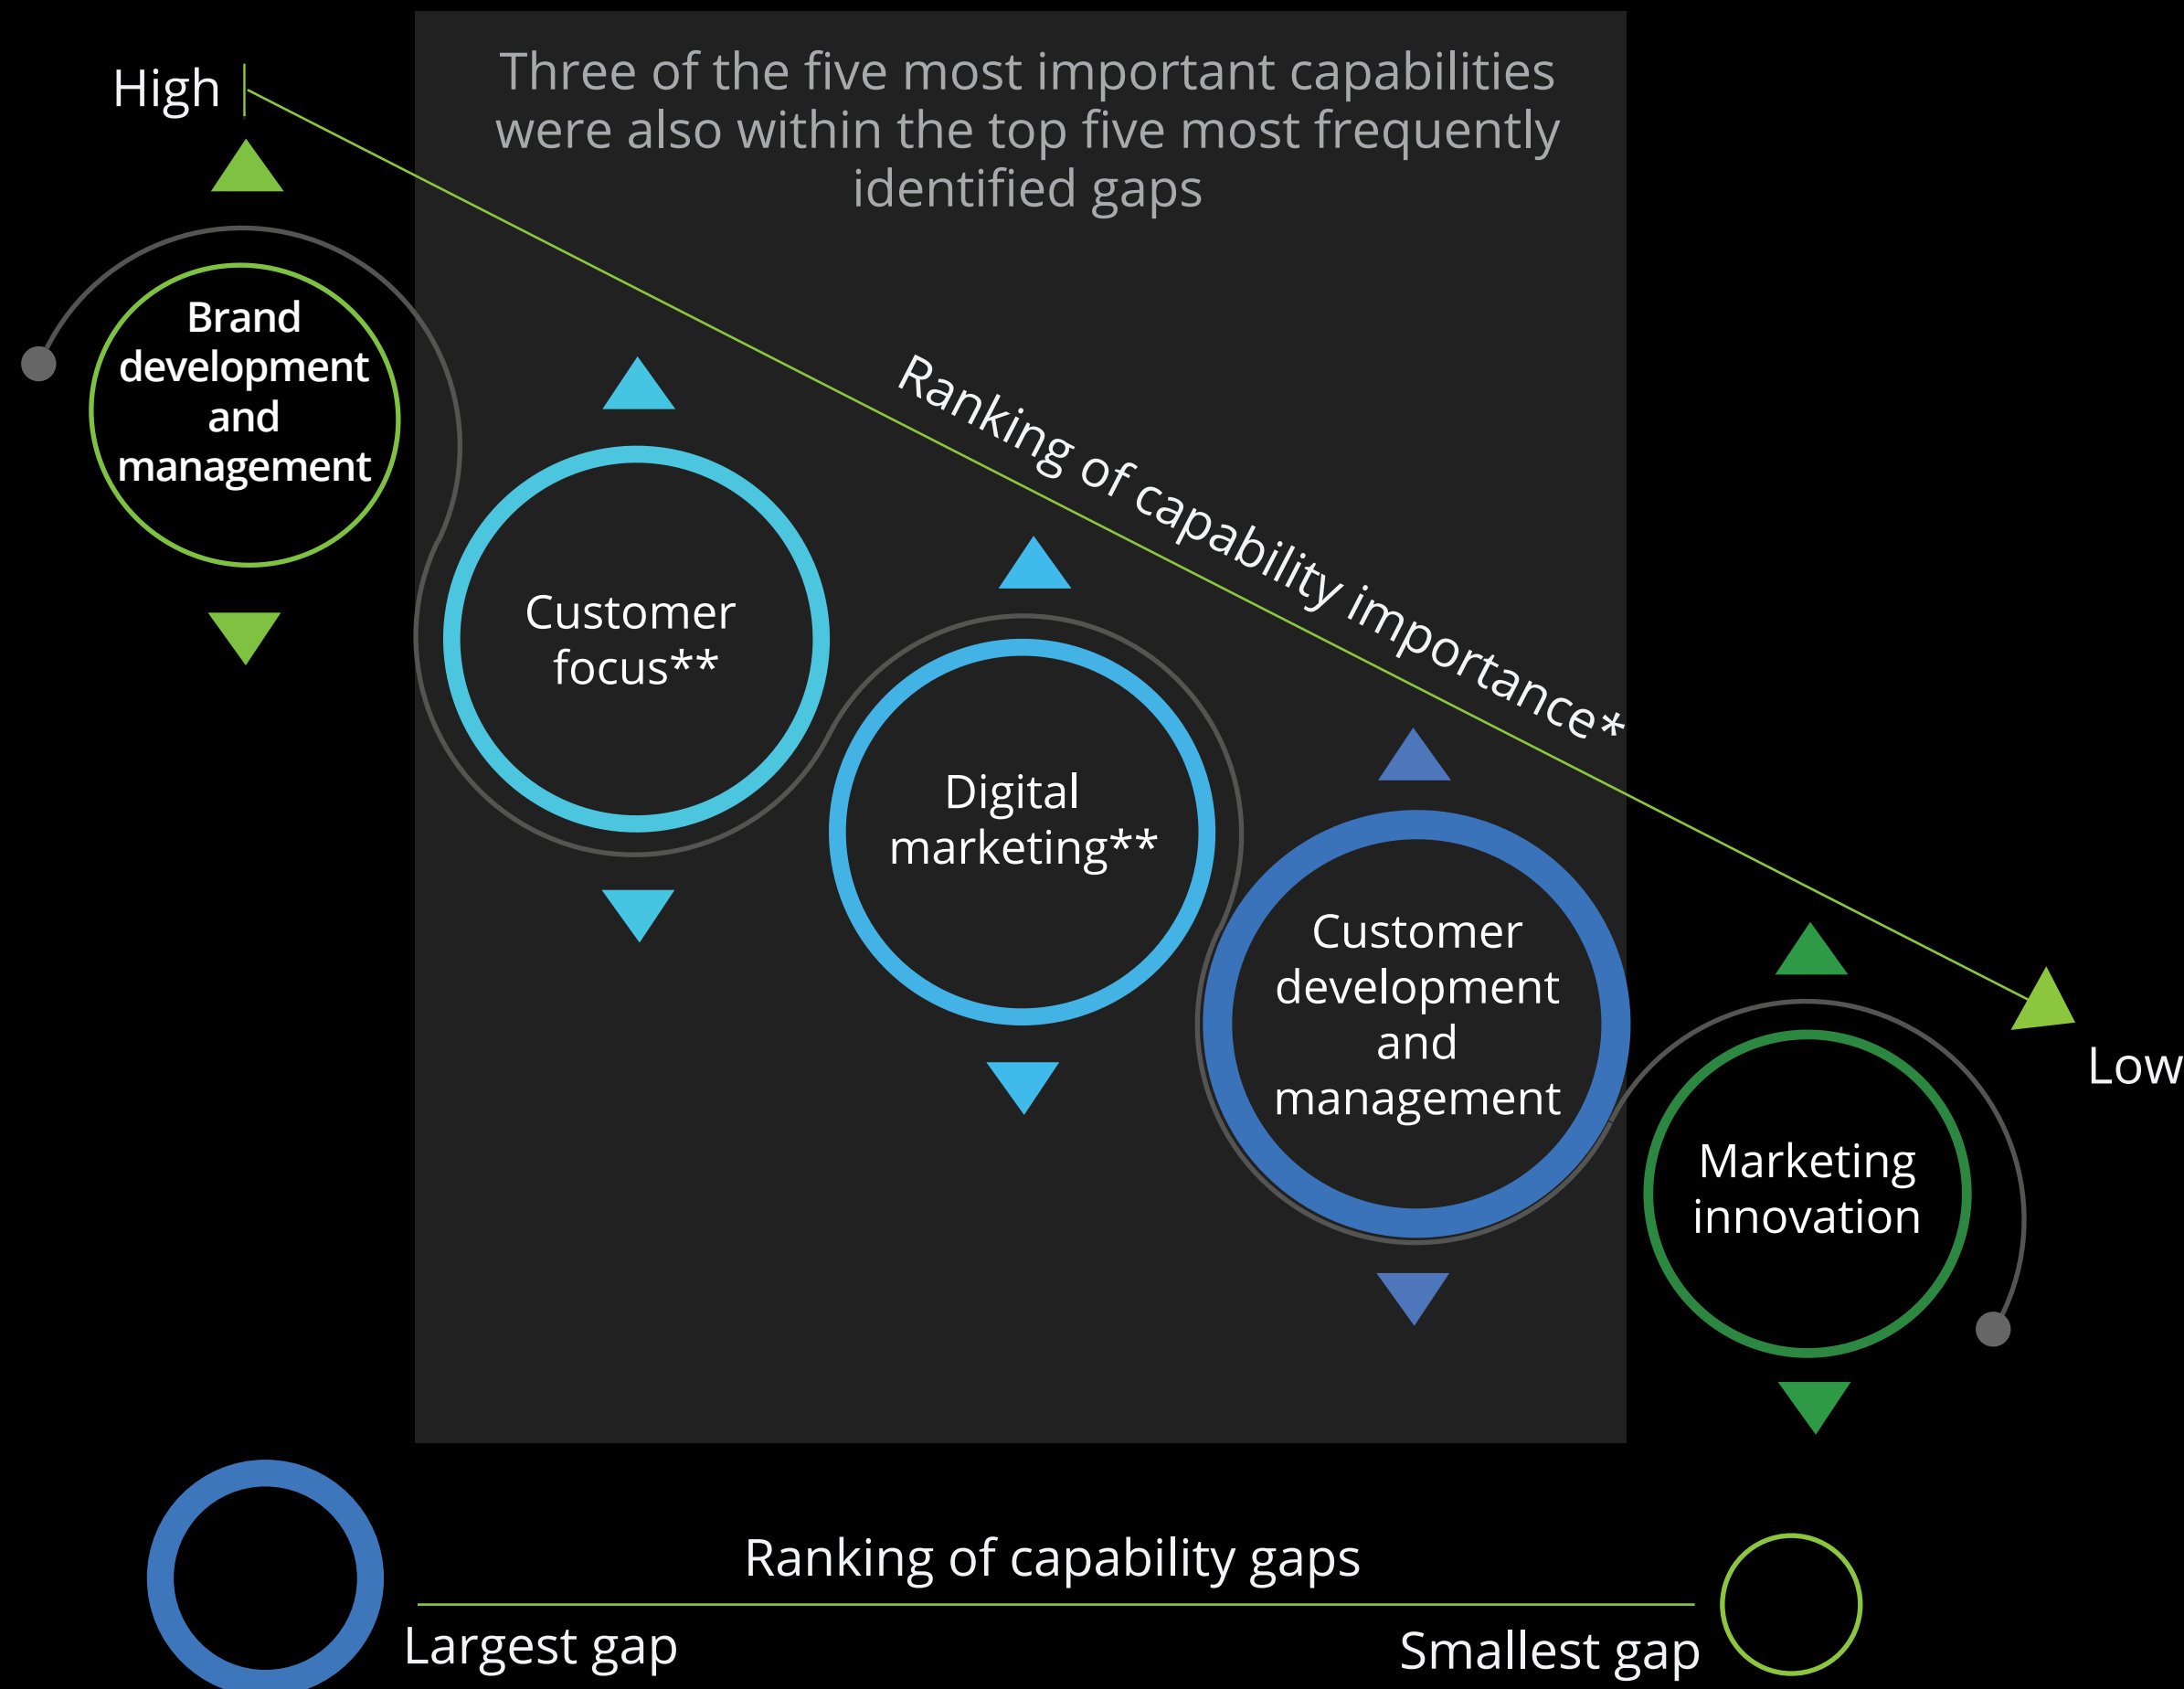 High
Three of the five most important capabilities
were also within the top five most frequently
identified gaps
Brand
development
and
management
Ranking of capability importance*
Customer
focus**
Digital
marketing**
Customer
development
and
management
Low
Marketing
innovation
Ranking of capability gaps
Largest gap
Smallest gap